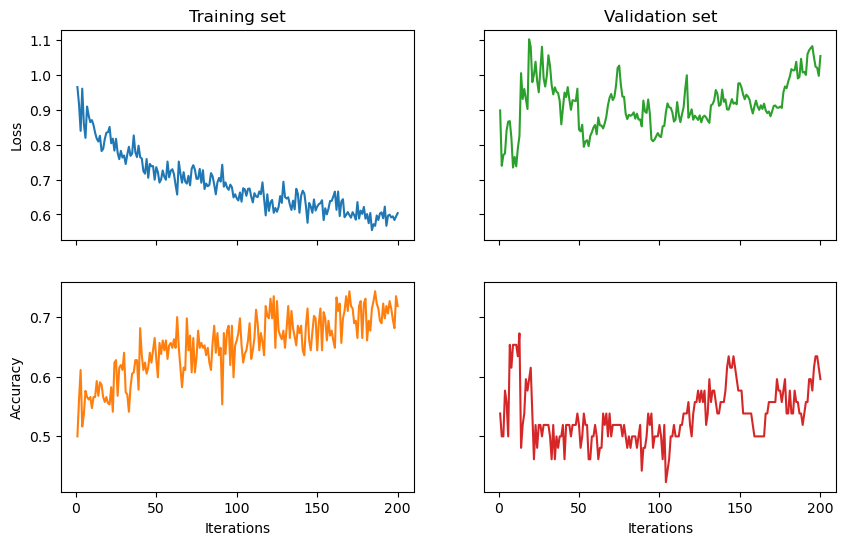 Training set
Validation set
1.1
1.0
0.9
0.8
0.7
0.6
Loss
0.7
0.6
0.5
Accuracy
0 50 100 150 200
0 50 100 150 200
Iterations
Iterations